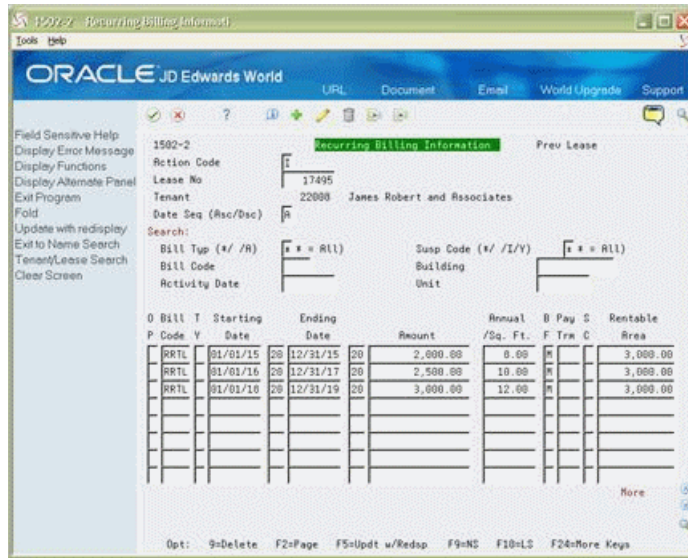 1502-2 Recurring Billing Informati
Tools Help
ORACLE JD Edwards World
URL Document Email World Upgrade Support
Field Sensitive Help
Display Error Message
Display Functions
Display Alternate Panel
Exit Program
Fold
Update with redisplay
Exit to Name Search
Tenant/Lease Search
Clear Screen
1502-2 Recurring Billing Information Prev Lease
Action Code I
Lease No 17495
Tenant 22008 James Robert and Associates
Date Seq (Asc/Dsc) A
Search:
Bill Typ (*/ /A) * * = All) Susp Code (*/ /I/Y) * * = All)
Bill Code Building
Activity Date Unit
O Bill T Starting Ending Annual B Pay S Rentable
P Code Y Date Date Amount /Sq. Ft. F Trm C Area
RRTL 01/01/15 20 12/31/15 20 2,000.00 8.00 M 3,000.00
RRTL 01/01/16 20 12/31/17 20 2,500.00 10.00 M 3,000.00
RRTL 01/01/18 20 12/31/19 20 3,000.00 12.00 M 3,000.00
More
Opt: 9=Delete F2=Page F5=Updt w/Redsp F9=NS F10=LS F24=More Keys